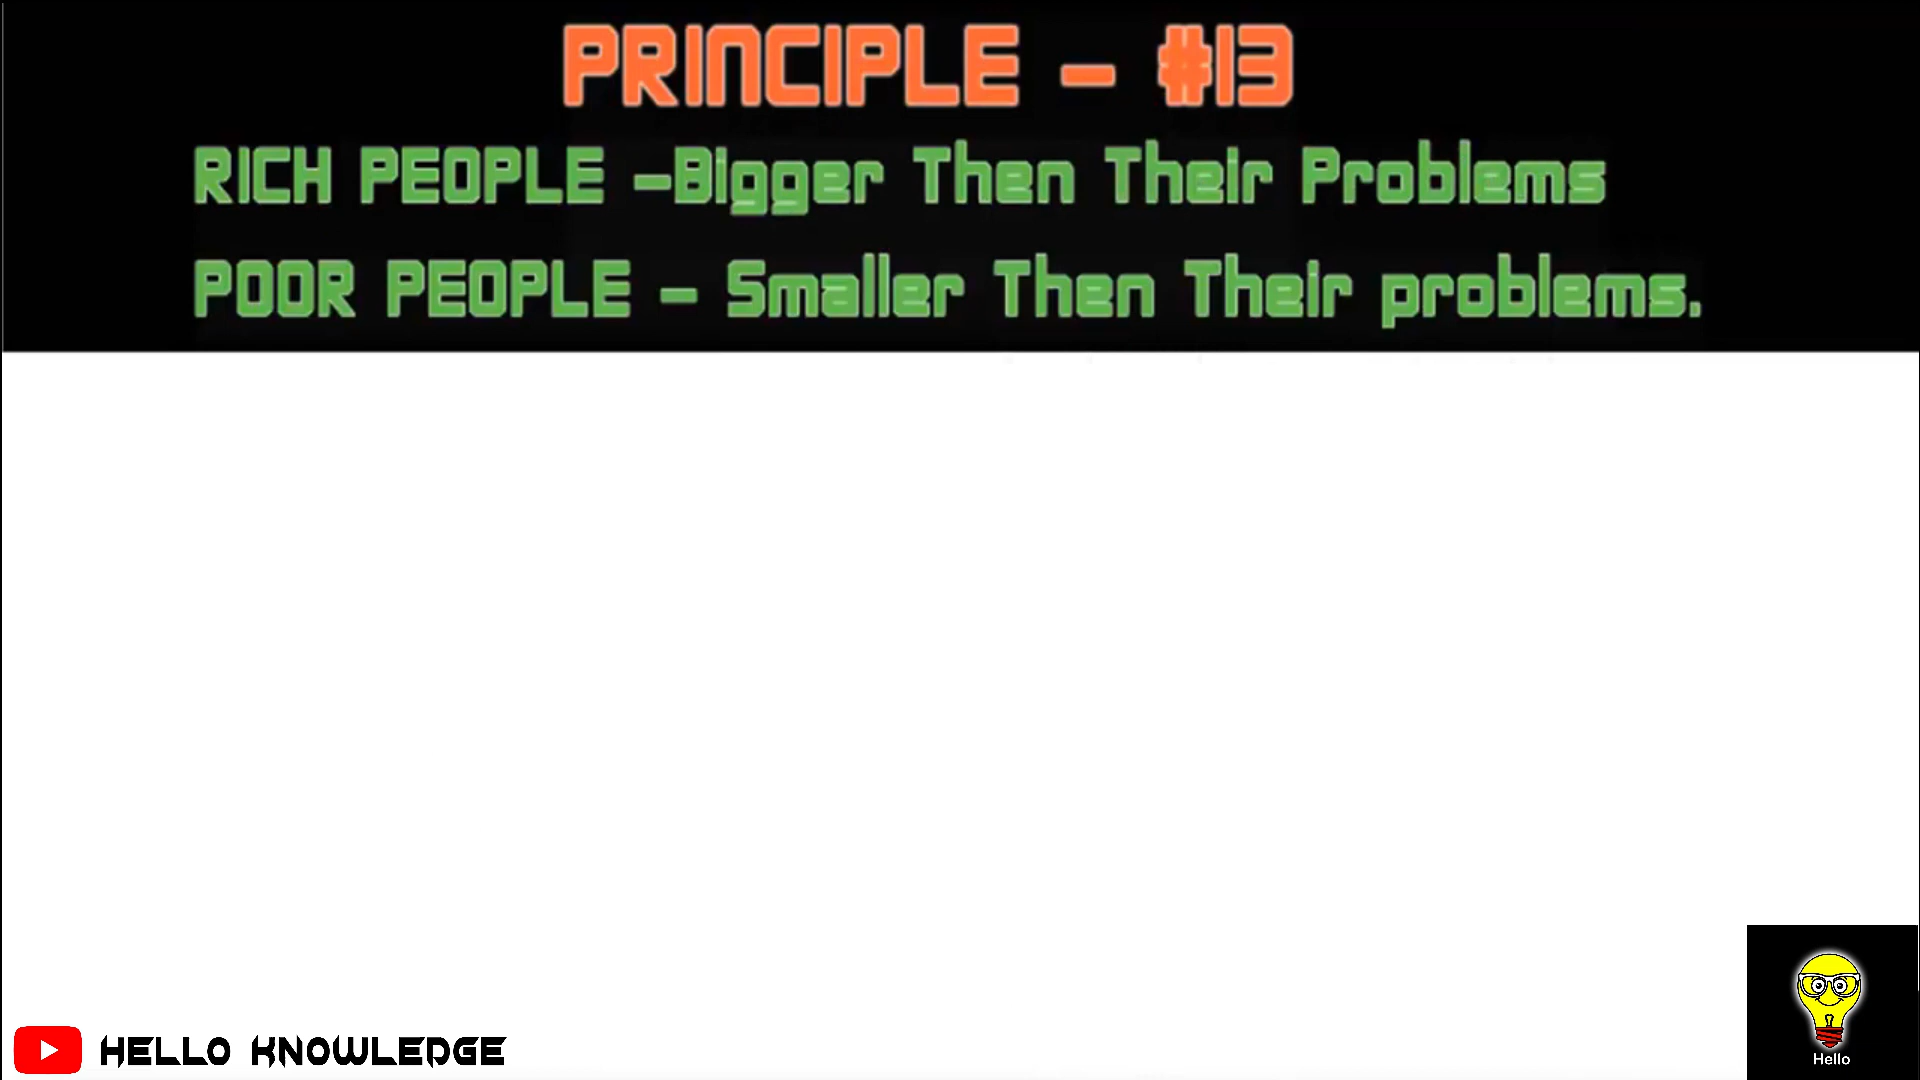 PRINCIPLE - #13
RICH PEOPLE -Bigger Then Their Problems
POOR PEOPLE - Smaller Then Their problems.
HELLO KNOWLEDGE
Hello